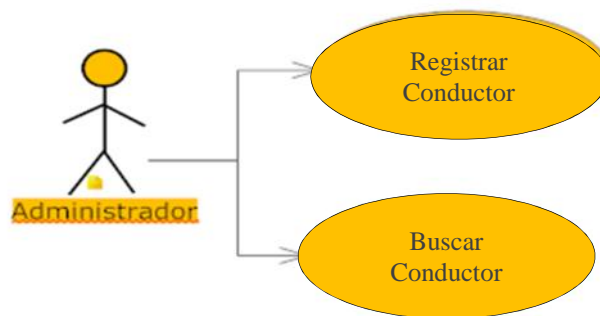 Registrar
Conductor
Administrador
Buscar
Conductor